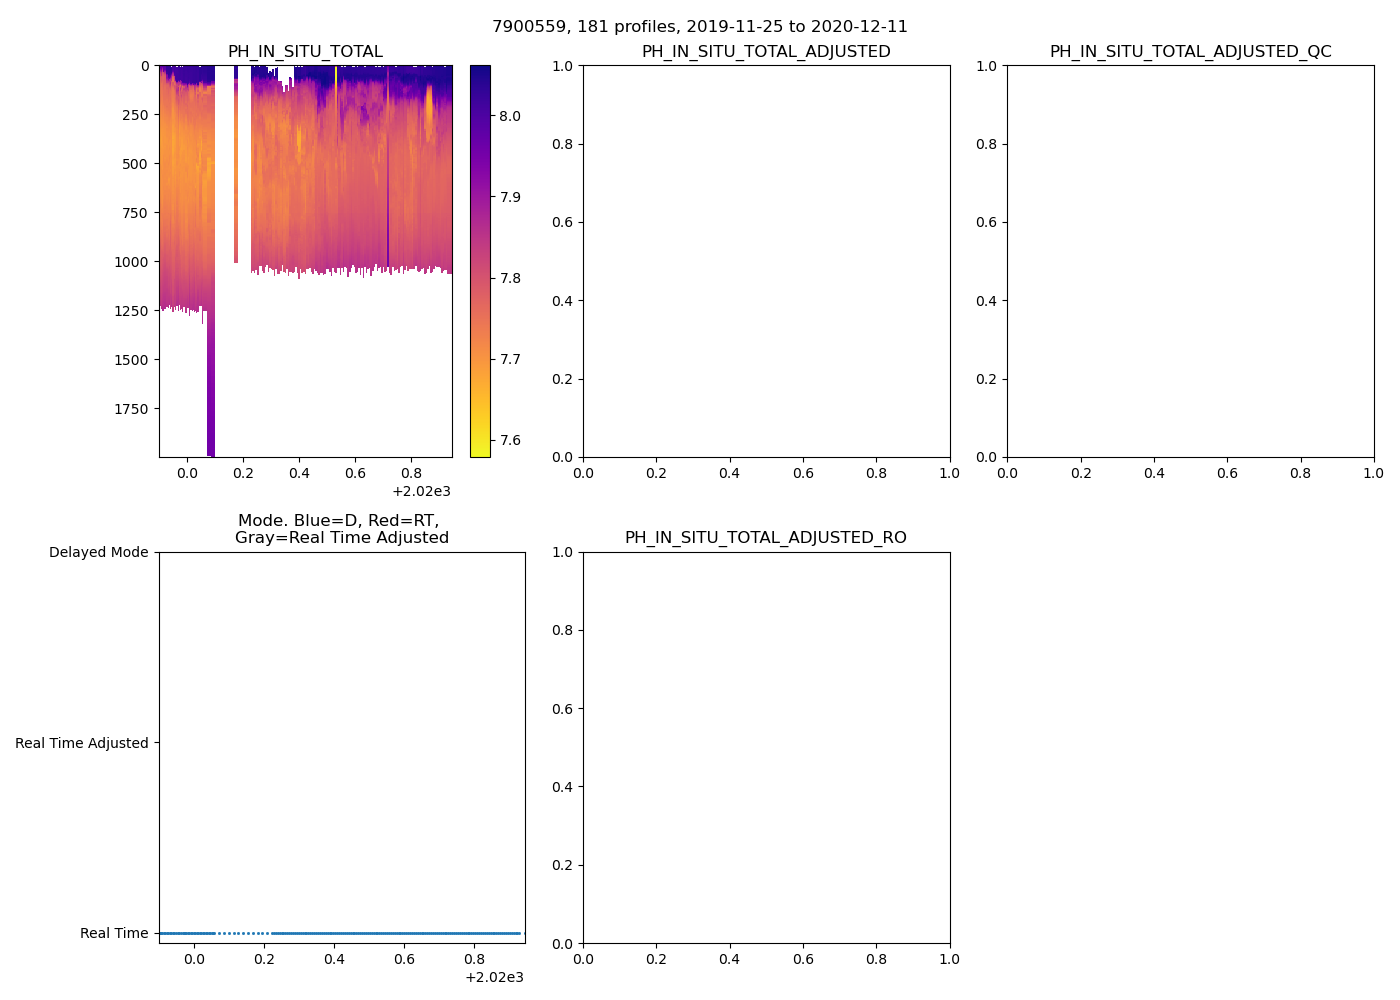 7900559, 181 profiles, 2019-11-25 to 2020-12-11
PH_IN_SITU_TOTAL
0
250
500
750
1000
1250
1500
1750
0.0 0.2 0.4 0.6 0.8
+2.02e3
8.0
7.9
7.8
7.7
7.6
PH_IN_SITU_TOTAL_ADJUSTED
1.0
0.8
0.6
0.4
0.2
0.0
0.0 0.2 0.4 0.6 0.8 1.0
PH_IN_SITU_TOTAL_ADJUSTED_QC
1.0
0.8
0.6
0.4
0.2
0.0
0.0 0.2 0.4 0.6 0.8 1.0
Mode. Blue=D, Red=RT,
Gray=Real Time Adjusted
Delayed Mode
Real Time Adjusted
Real Time
0.0 0.2 0.4 0.6 0.8
+2.02e3
PH_IN_SITU_TOTAL_ADJUSTED_RO
1.0
0.8
0.6
0.4
0.2
0.0
0.0 0.2 0.4 0.6 0.8 1.0